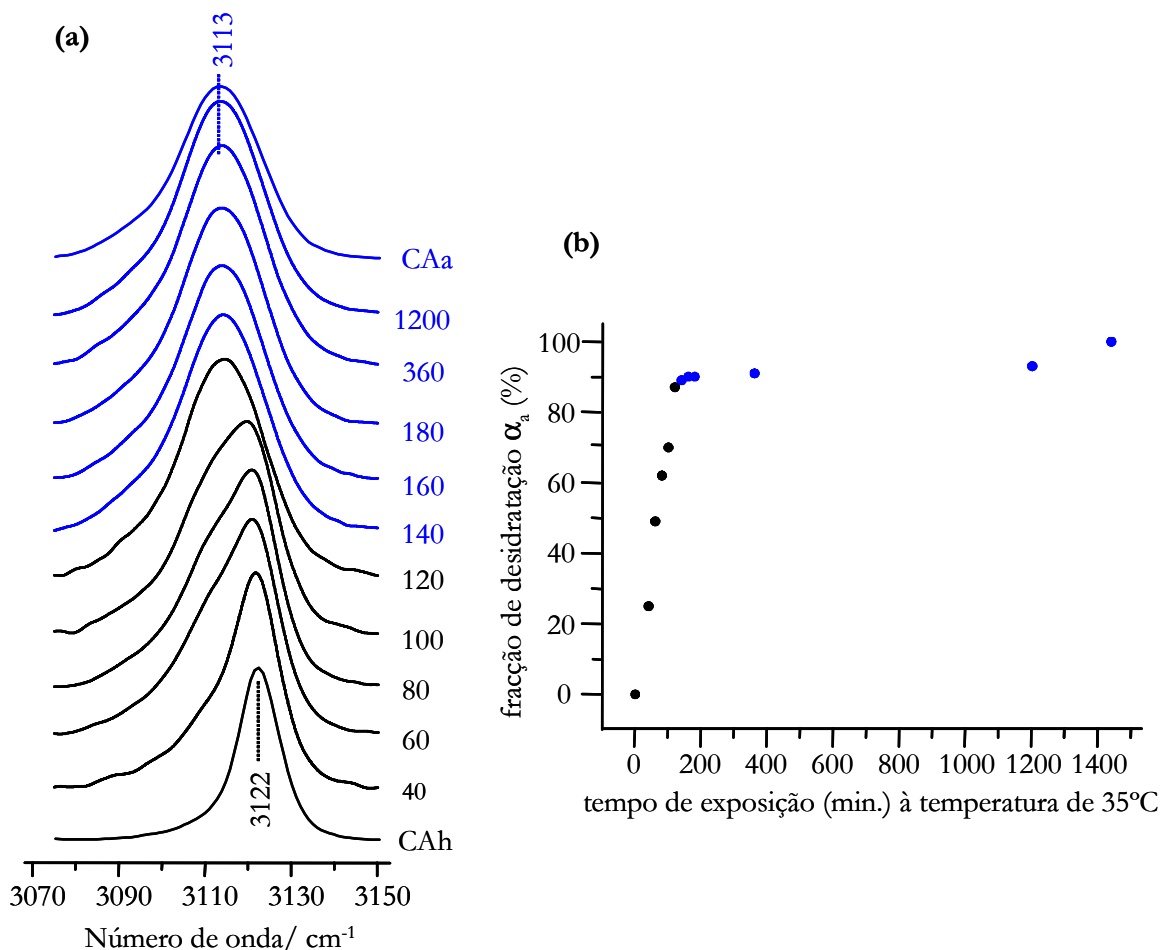 (a)
3113
CAa
1200
360
180
160
140
120
100
80
60
40
CAh
3122
3070 3090 3110 3130 3150
Número de onda/ cm⁻¹
(b)
fracção de desidratação αₐ (%)
100
80
60
40
20
0
0 200 400 600 800 1000 1200 1400
tempo de exposição (min.) à temperatura de 35ºC